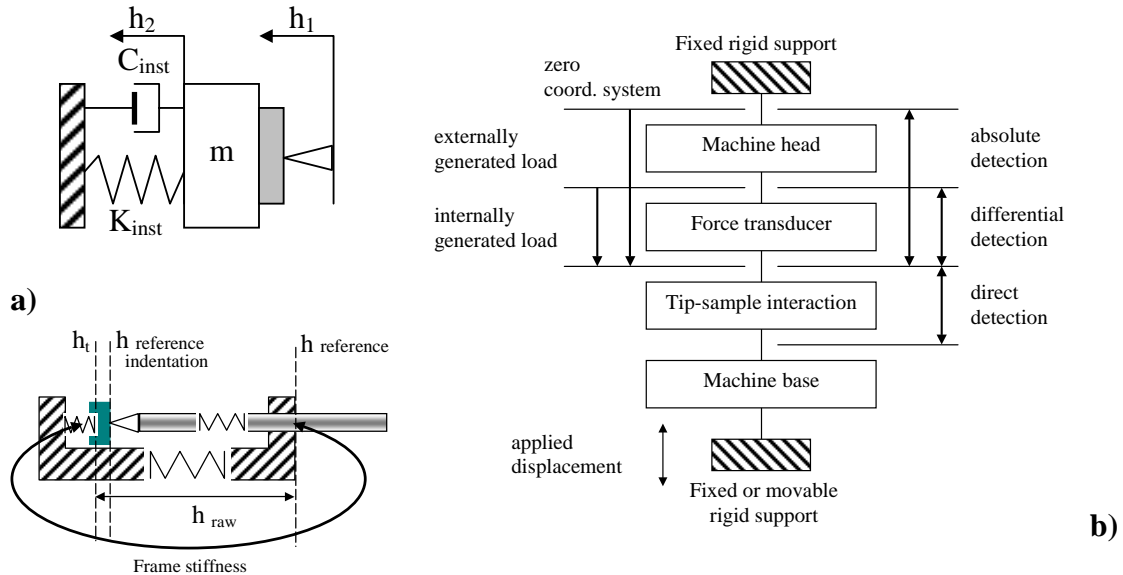 h2
h1
Cinst
m
Kinst
a)
ht
h reference
indentation
h reference
h raw
Frame stiffness
Fixed rigid support
zero
coord. system
externally
generated load
Machine head
absolute
detection
internally
generated load
Force transducer
differential
detection
Tip-sample interaction
direct
detection
Machine base
applied
displacement
Fixed or movable
rigid support
b)